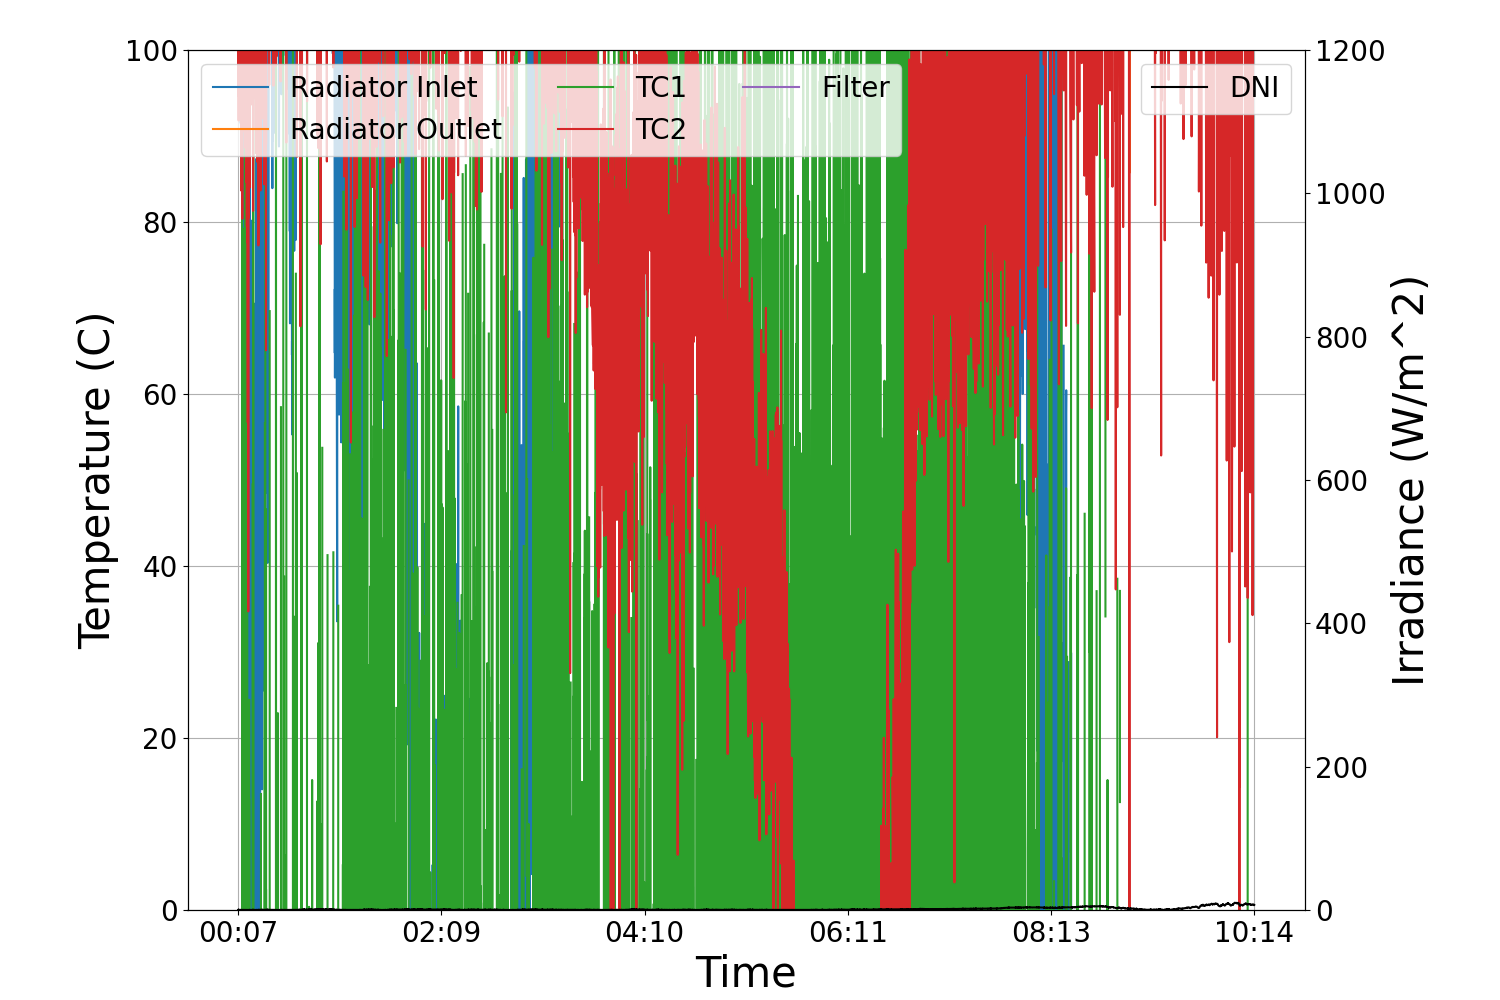 100
80
60
40
20
0
Temperature (C)
Radiator Inlet
Radiator Outlet
TC1
TC2
Filter
DNI
1200
1000
800
600
400
200
0
Irradiance (W/m^2)
00:07
02:09
04:10
06:11
08:13
10:14
Time